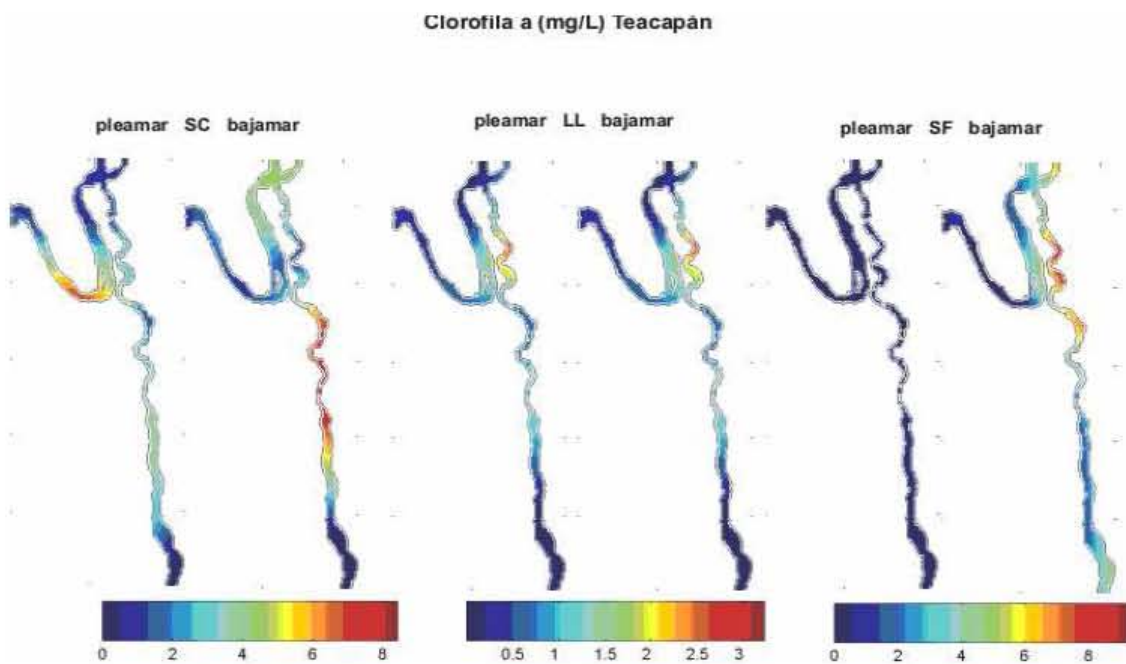 Clorofila a (mg/L) Teacapán
pleamar SC bajamar
pleamar LL bajamar
pleamar SF bajamar
0 2 4 6 8
0.5 1 1.5 2 2.5 3
0 2 4 6 8